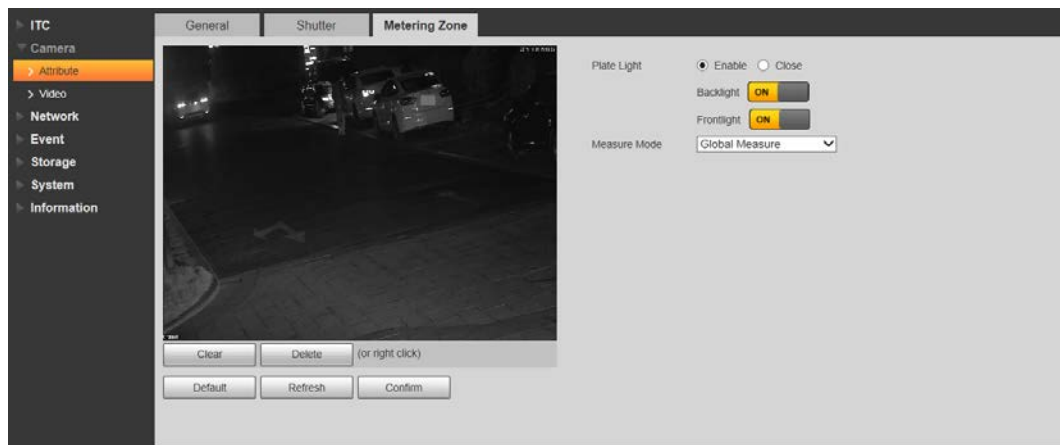 ITC
Camera
Attribute
Video
Network
Event
Storage
System
Information
General
Shutter
Metering Zone
Clear
Delete
(or right click)
Default
Refresh
Confirm
Plate Light
Enable
Close
Backlight
ON
Frontlight
ON
Measure Mode
Global Measure